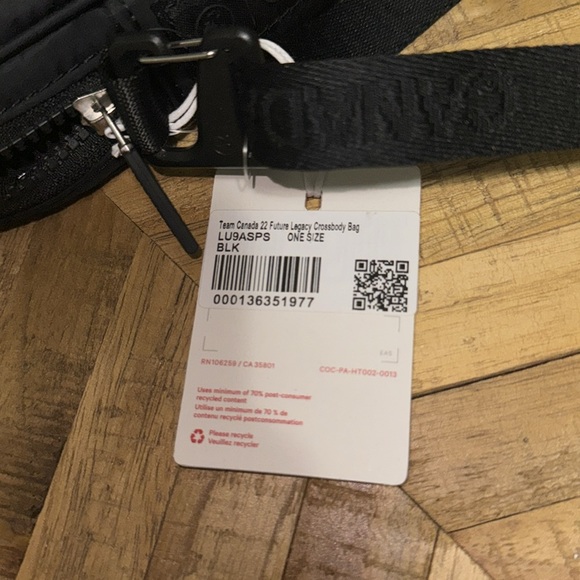 CANADA
Team Canada 22 Future Legacy Crossbody Bag
LU9ASPS ONE SIZE
BLK
000136351977
RN106259 / CA 35801
COC-PA-HT002-0013
Uses minimum of 70% post-consumer
recycled content
Utilise un minimum de 70 % de
contenu recyclé postconsommation
Please recycle
Veuillez recycler